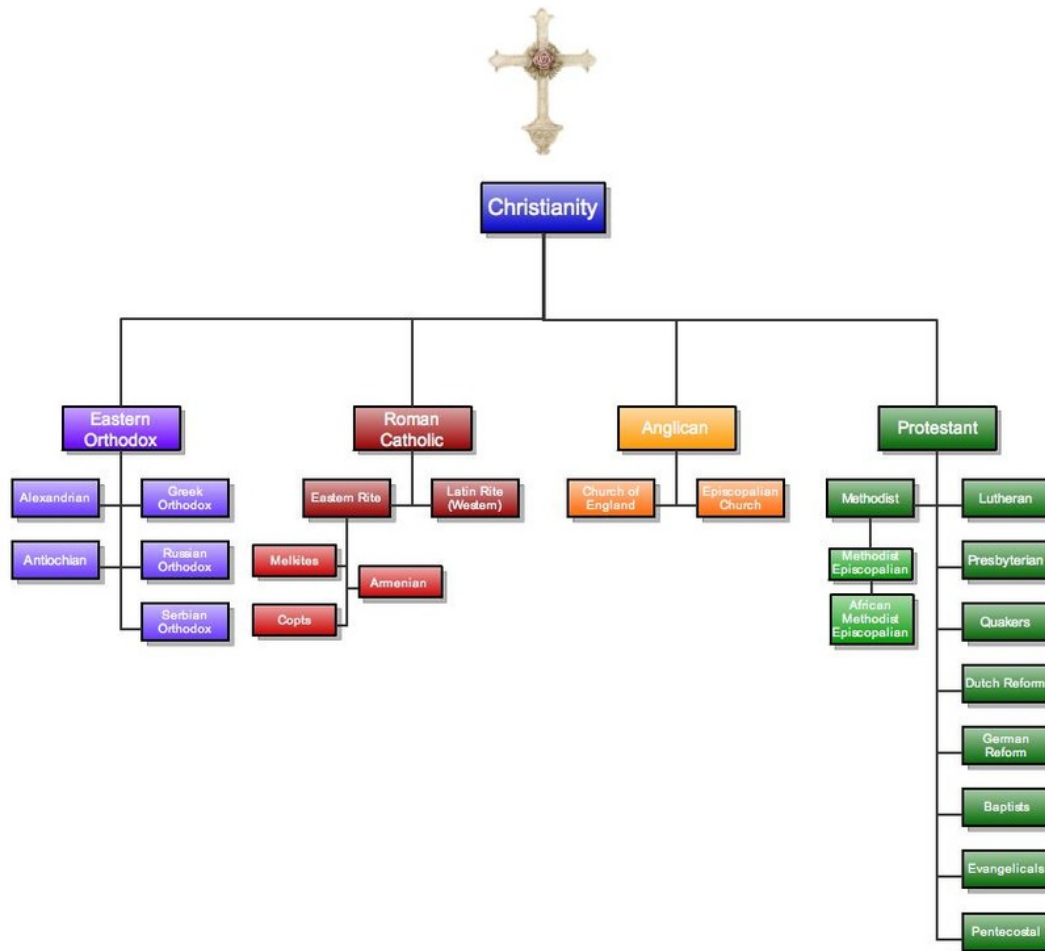 Christianity
Eastern
Orthodox
Roman
Catholic
Anglican
Protestant
Alexandrian
Greek
Orthodox
Antiochian
Russian
Orthodox
Serbian
Orthodox
Eastern Rite
Latin Rite
(Western)
Melkites
Armenian
Copts
Church of
England
Episcopalian
Church
Methodist
Methodist
Episcopalian
African
Methodist
Episcopalian
Lutheran
Presbyterian
Quakers
Dutch Reform
German
Reform
Baptists
Evangelicals
Pentecostal